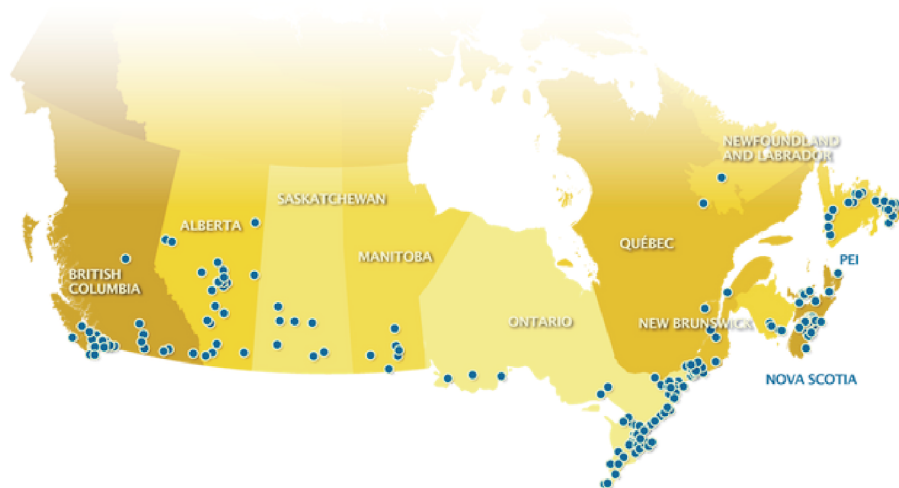 NEWFOUNDLAND
AND LABRADOR
SASKATCHEWAN
ALBERTA
QUÉBEC
MANITOBA
PEI
BRITISH
COLUMBIA
ONTARIO
NEW BRUNSWICK
NOVA SCOTIA